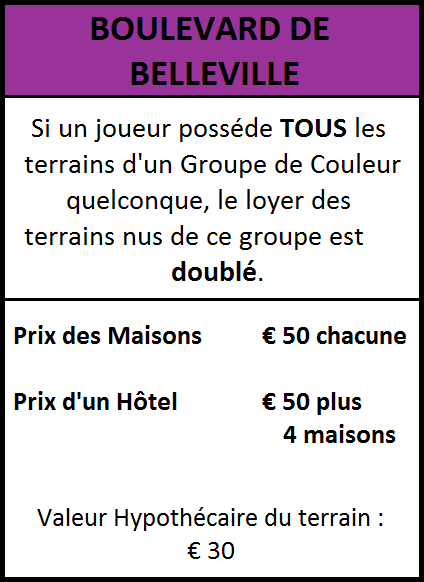 BOULEVARD DE
BELLEVILLE
Si un joueur posséde TOUS les
terrains d'un Groupe de Couleur
quelconque, le loyer des
terrains nus de ce groupe est
doublé.
Prix des Maisons € 50 chacune
Prix d'un Hôtel € 50 plus
4 maisons
Valeur Hypothécaire du terrain :
€ 30